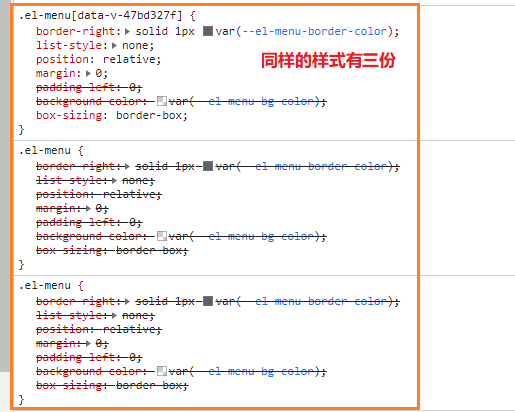 .el-menu[data-v-47bd327f] {
border-right: solid 1px var(--el-menu-border-color);
list-style: none;
position: relative;
同样的样式有三份
margin: 0;
padding-left: 0;
background-color: var(--el-menu-bg-color);
box-sizing: border-box;
}
.el-menu {
border-right: solid 1px var(--el-menu-border-color);
list-style: none;
position: relative;
margin: 0;
padding-left: 0;
background-color: var(--el-menu-bg-color);
box-sizing: border-box;
}
.el-menu {
border-right: solid 1px var(--el-menu-border-color);
list-style: none;
position: relative;
margin: 0;
padding-left: 0;
background-color: var(--el-menu-bg-color);
box-sizing: border-box;
}